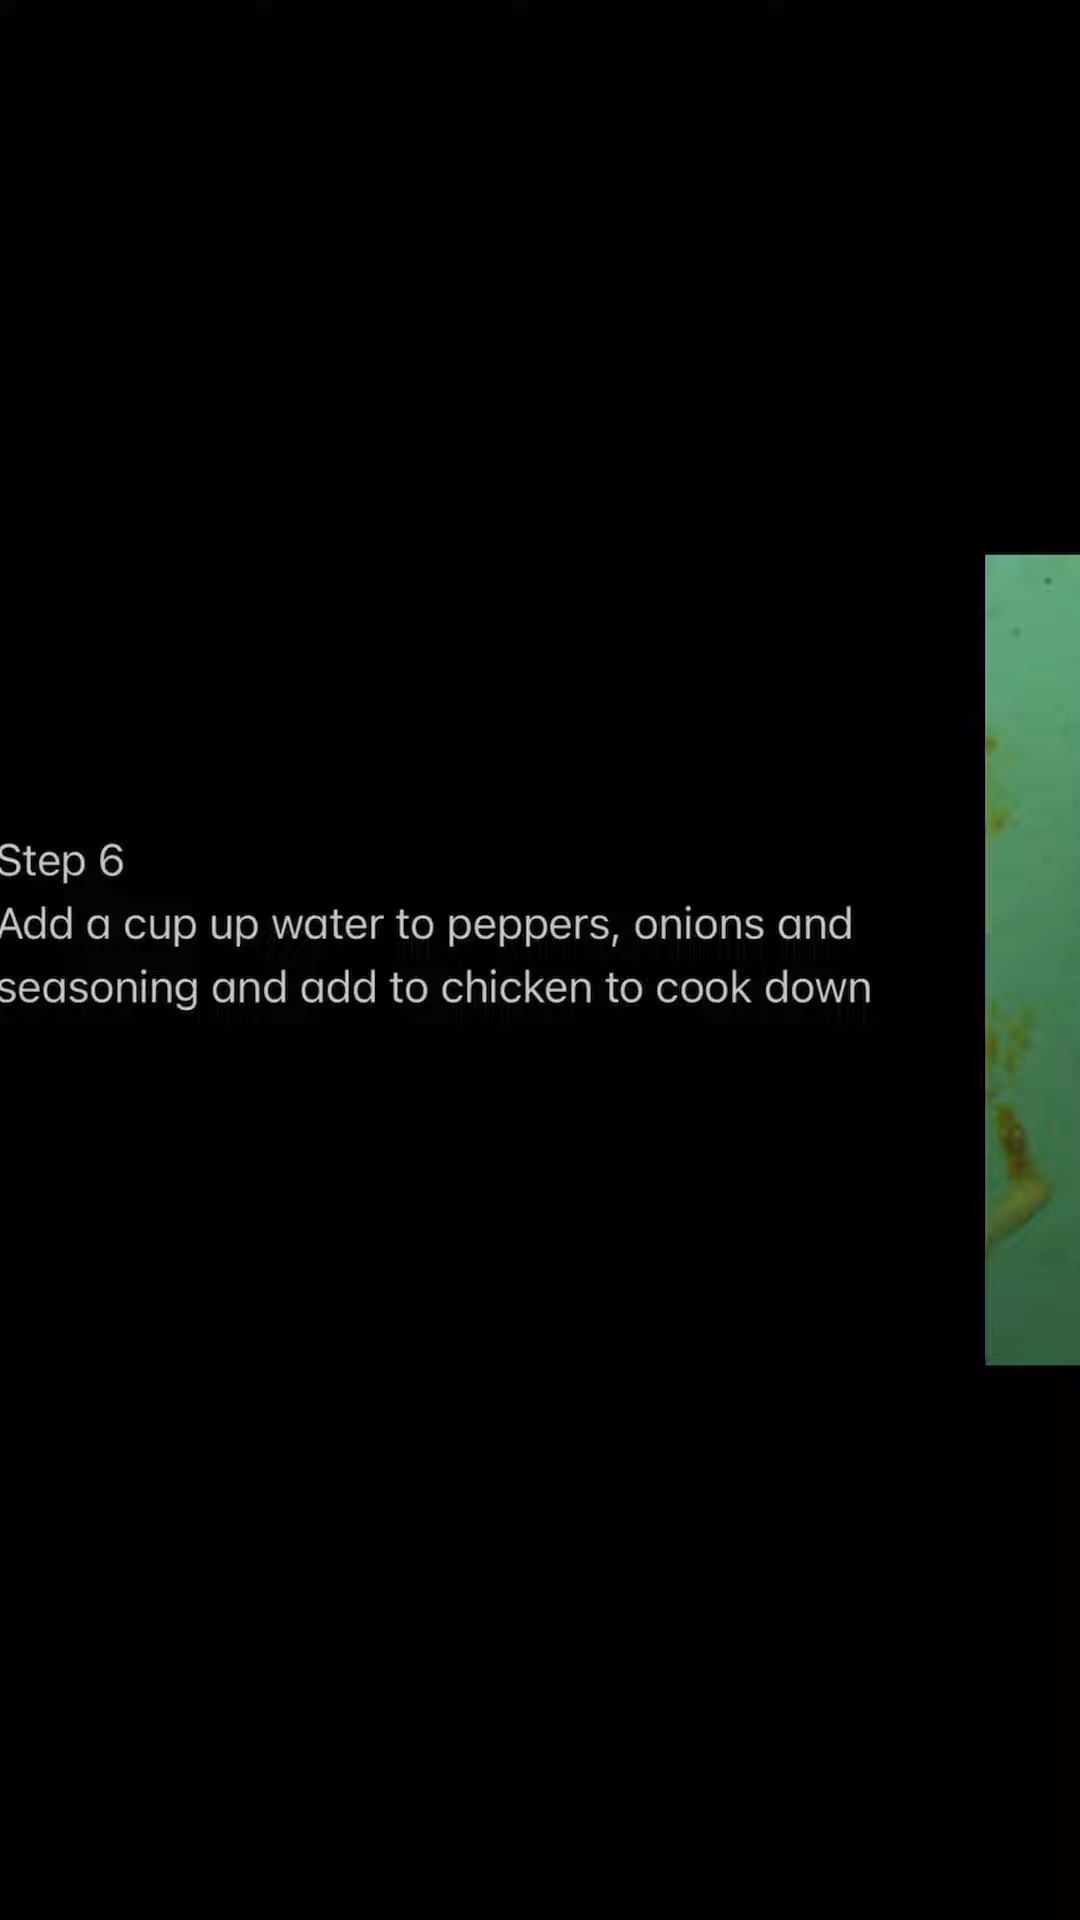 Step 6
Add a cup up water to peppers, onions and
seasoning and add to chicken to cook down